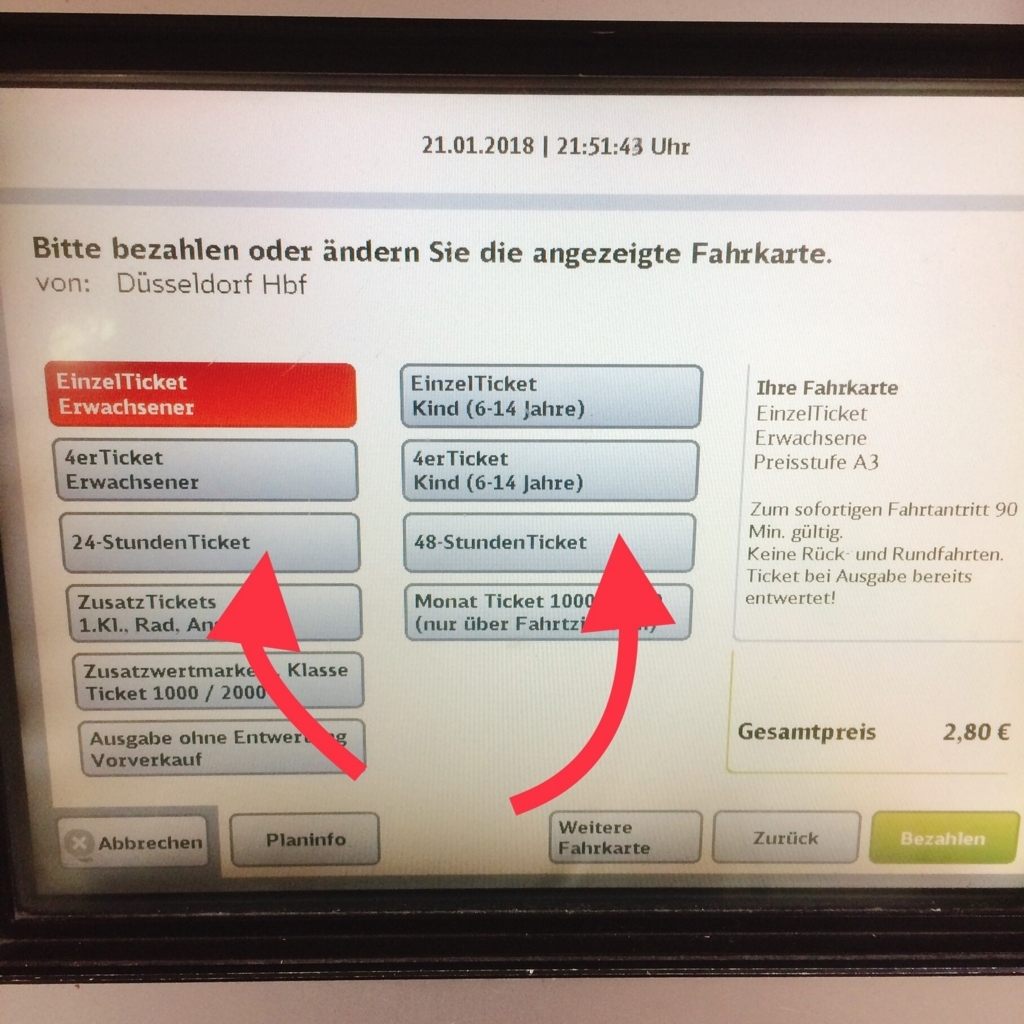 21.01.2018 | 21:51:43 Uhr
Bitte bezahlen oder ändern Sie die angezeigte Fahrkarte.
von: Düsseldorf Hbf
EinzelTicket
Erwachsener
EinzelTicket
Kind (6-14 Jahre)
4erTicket
Erwachsener
4erTicket
Kind (6-14 Jahre)
24-StundenTicket
48-StundenTicket
ZusatzTickets
1.Kl., Rad,
Monat Ticket 1000
(nur über
Zusatzwertmarke Klasse
Ticket 1000 / 2000
Ausgabe ohne
Vorverkauf
Ihre Fahrkarte
EinzelTicket
Erwachsene
Preisstufe A3
Zum sofortigen Fahrtantritt 90
Min. gültig.
Keine Rück- und Rundfahrten.
Ticket bei Ausgabe bereits
entwertet!
Gesamtpreis 2,80 €
Abbrechen
Planinfo
Weitere
Fahrkarte
Zurück
Bezahlen